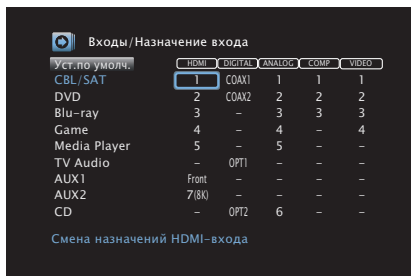 Входы/Назначение входа
Уст.по умолч. HDMI DIGITAL ANALOG COMP VIDEO
CBL/SAT 1 COAX1 1 1 1
DVD 2 COAX2 2 2 2
Blu-ray 3 – 3 3 3
Game 4 – 4 – 4
Media Player 5 – 5 – –
TV Audio – OPT1 – – –
AUX1 Front – – – –
AUX2 7(8K) – – – –
CD – OPT2 6 – –
Смена назначений HDMI-входа